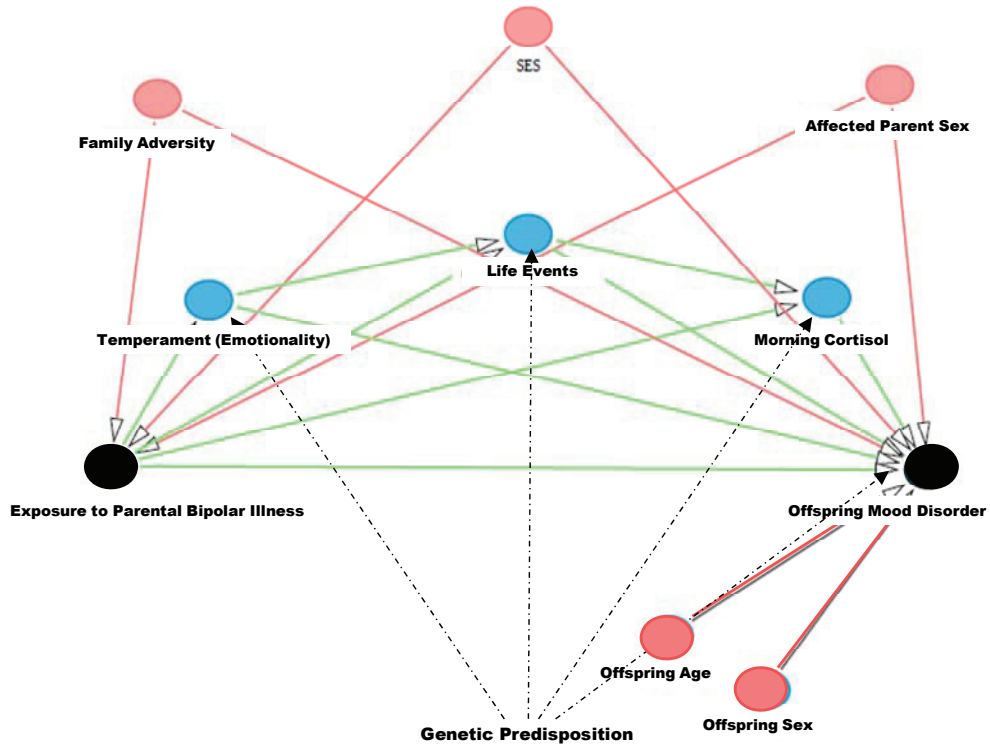 SES
Family Adversity
Affected Parent Sex
Life Events
Temperament (Emotionality)
Morning Cortisol
Exposure to Parental Bipolar Illness
Offspring Mood Disorder
Offspring Age
Offspring Sex
Genetic Predisposition